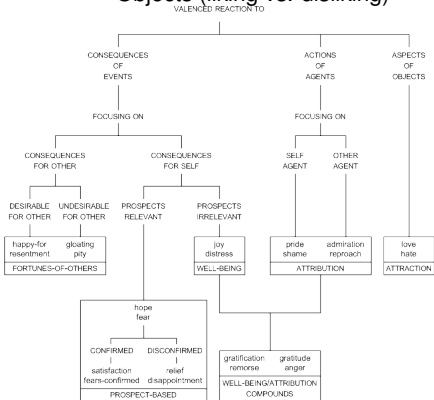 Objects (liking vs. disliking)
VALENCED REACTION TO
CONSEQUENCES
OF
EVENTS
ACTIONS
OF
AGENTS
ASPECTS
OF
OBJECTS
FOCUSING ON
FOCUSING ON
CONSEQUENCES
FOR OTHER
CONSEQUENCES
FOR SELF
SELF
AGENT
OTHER
AGENT
DESIRABLE
FOR OTHER
UNDESIRABLE
FOR OTHER
PROSPECTS
RELEVANT
PROSPECTS
IRRELEVANT
happy-for
resentment
gloating
pity
FORTUNES-OF-OTHERS
joy
distress
WELL-BEING
pride
shame
admiration
reproach
ATTRIBUTION
love
hate
ATTRACTION
hope
fear
CONFIRMED
DISCONFIRMED
satisfaction
fears-confirmed
relief
disappointment
PROSPECT-BASED
gratification
remorse
gratitude
anger
WELL-BEING/ATTRIBUTION
COMPOUNDS